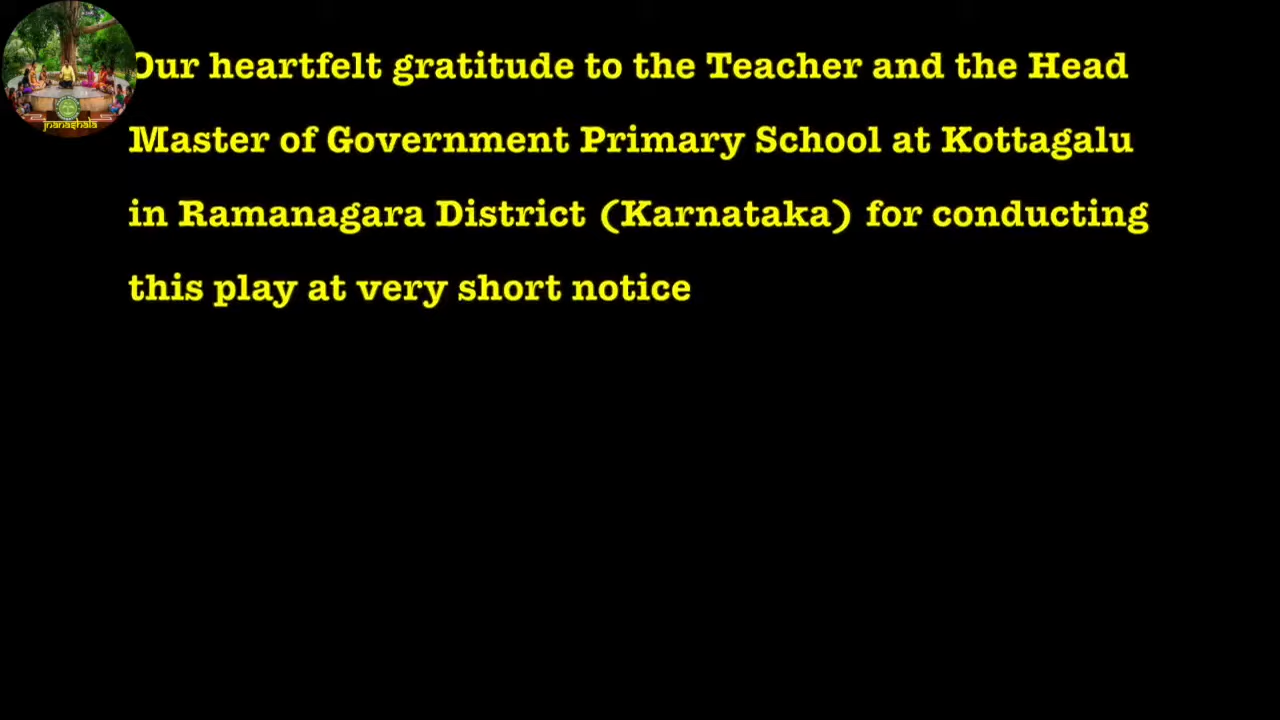 Our heartfelt gratitude to the Teacher and the Head
Master of Government Primary School at Kottagalu
in Ramanagara District (Karnataka) for conducting
this play at very short notice
jnanashala